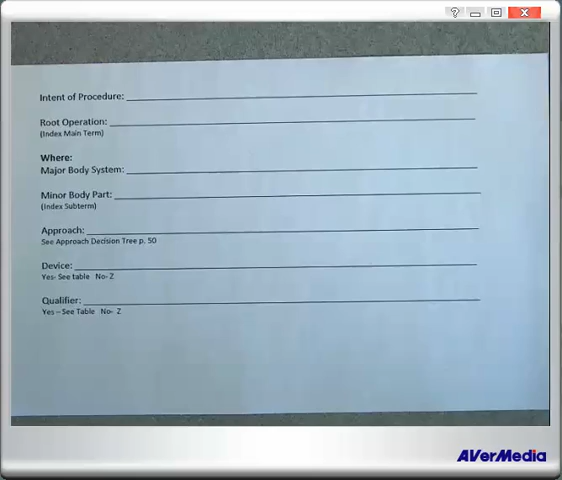 Intent of Procedure:
Root Operation:
(Index Main Term)
Where:
Major Body System:
Minor Body Part:
(Index Subterm)
Approach:
See Approach Decision Tree p. 50
Device:
Yes- See table No- Z
Qualifier:
Yes – See Table No- Z
AVerMedia